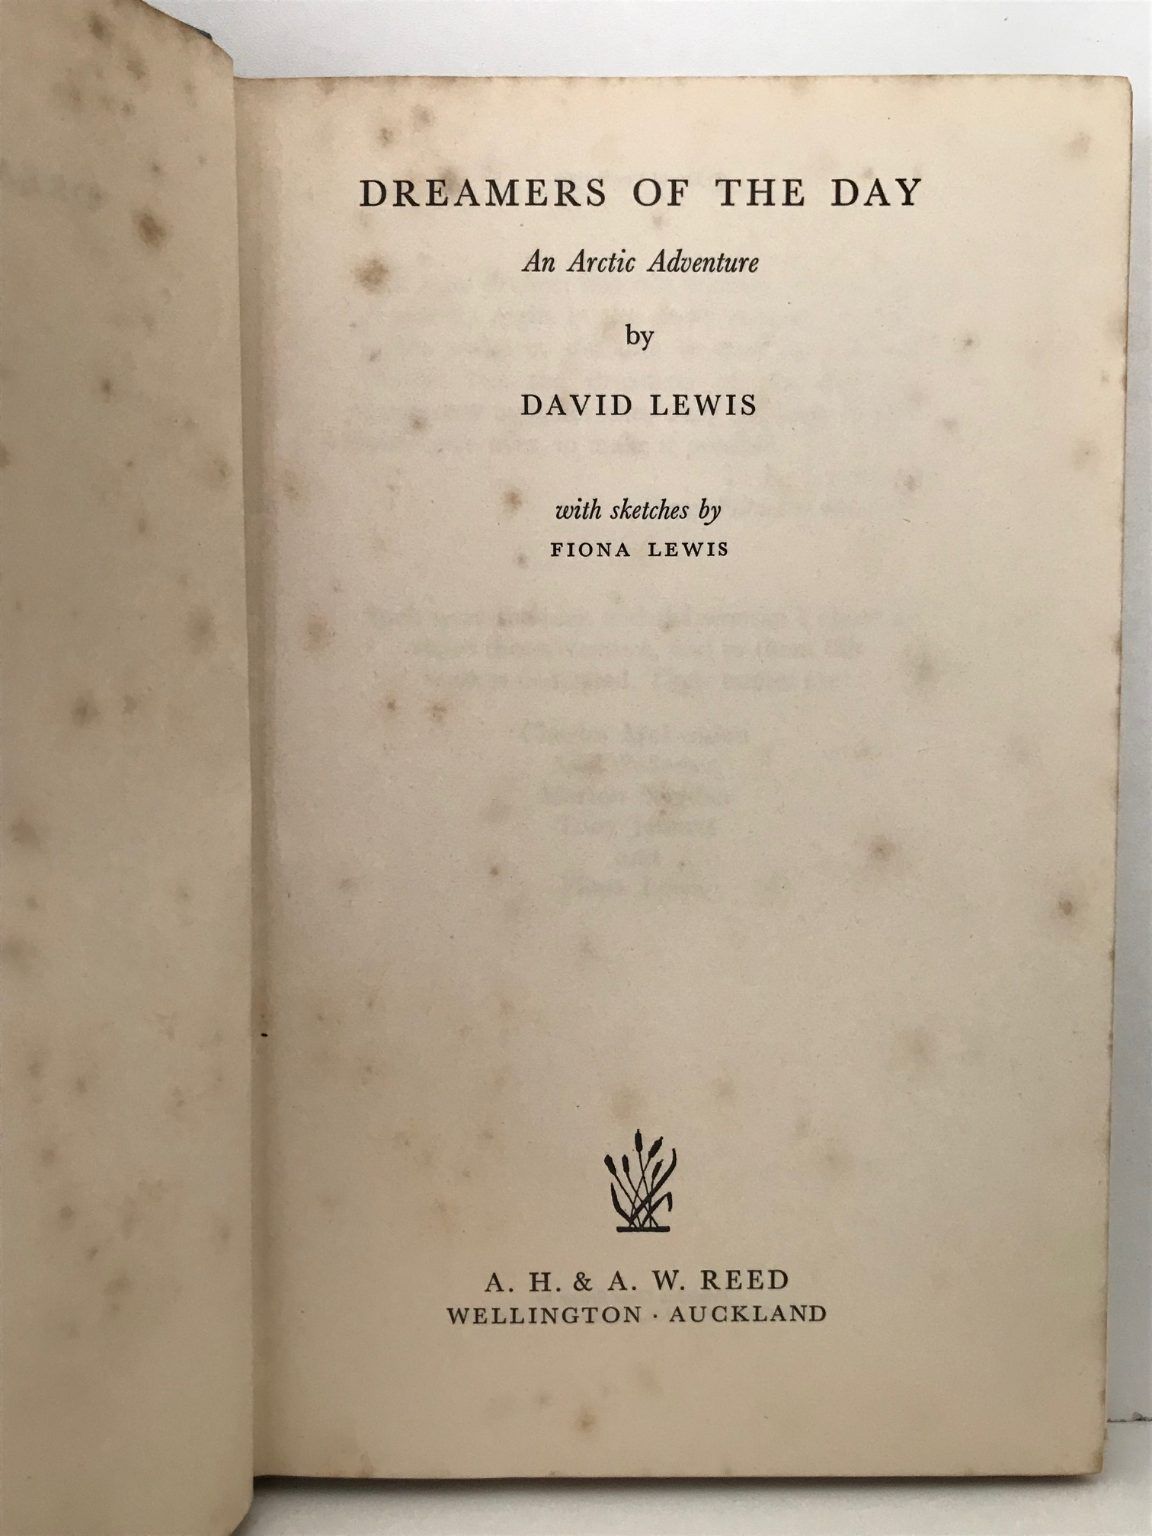 DREAMERS OF THE DAY
An Arctic Adventure
by
DAVID LEWIS
with sketches by
FIONA LEWIS
A. H. & A. W. REED
WELLINGTON · AUCKLAND